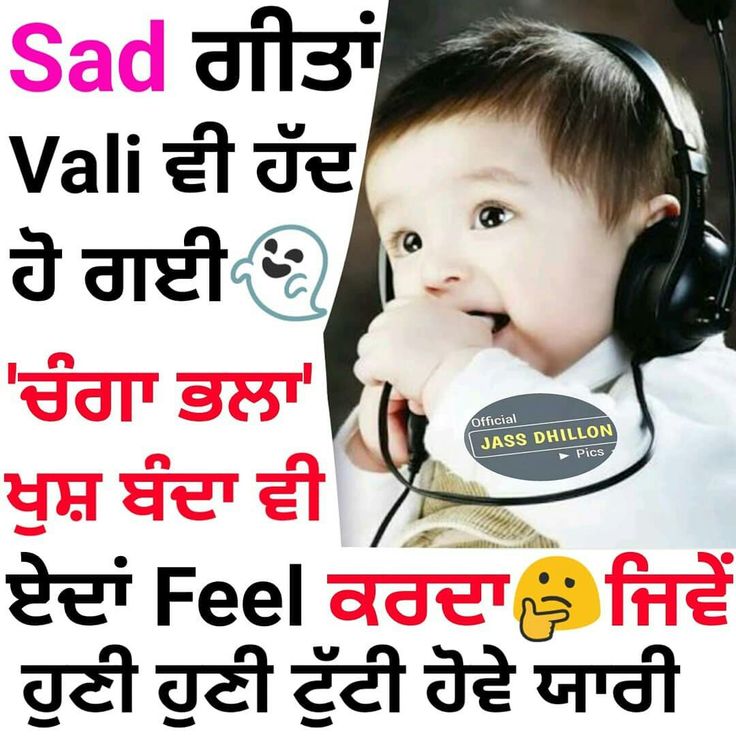 Sad ਗੀਤਾਂ
Vali ਵੀ ਹੱਦ
ਹੋ ਗਈ
'ਚੰਗਾ ਭਲਾ'
ਖੁਸ਼ ਬੰਦਾ ਵੀ
ਏਦਾਂ Feel ਕਰਦਾ ਜਿਵੇਂ
ਹੁਣੀ ਹੁਣੀ ਟੁੱਟੀ ਹੋਵੇ ਯਾਰੀ
Official
JASS DHILLON
Pics